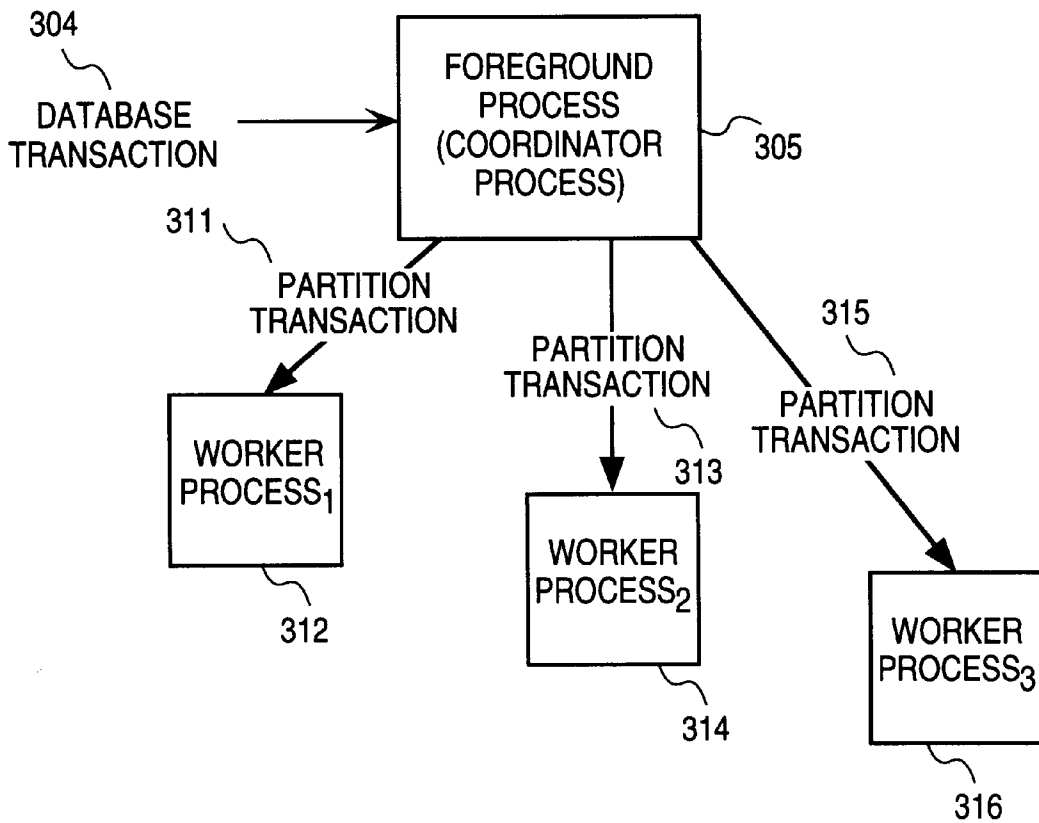 304
DATABASE
TRANSACTION
FOREGROUND
PROCESS
(COORDINATOR
PROCESS)
305
311
PARTITION
TRANSACTION
PARTITION
TRANSACTION
313
315
PARTITION
TRANSACTION
WORKER
PROCESS1
312
WORKER
PROCESS2
314
WORKER
PROCESS3
316